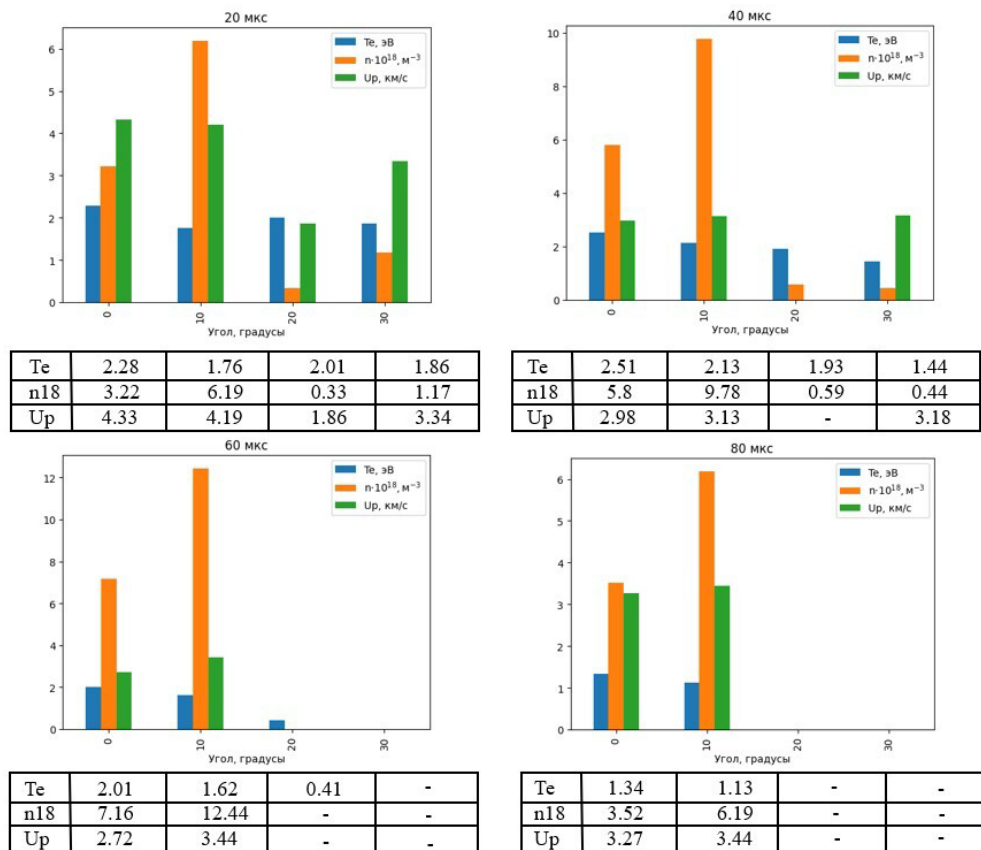 20 мкс
Te, эВ
n·10¹⁸, м⁻³
Up, км/с
6
5
4
3
2
1
0
0 10 20 30
Угол, градусы
Te 2.28 1.76 2.01 1.86
n18 3.22 6.19 0.33 1.17
Up 4.33 4.19 1.86 3.34
40 мкс
Te, эВ
n·10¹⁸, м⁻³
Up, км/с
10
8
6
4
2
0
0 10 20 30
Угол, градусы
Te 2.51 2.13 1.93 1.44
n18 5.8 9.78 0.59 0.44
Up 2.98 3.13 - 3.18
60 мкс
Te, эВ
n·10¹⁸, м⁻³
Up, км/с
12
10
8
6
4
2
0
0 10 20 30
Угол, градусы
Te 2.01 1.62 0.41 -
n18 7.16 12.44 - -
Up 2.72 3.44 - -
80 мкс
Te, эВ
n·10¹⁸, м⁻³
Up, км/с
6
5
4
3
2
1
0
0 10 20 30
Угол, градусы
Te 1.34 1.13 - -
n18 3.52 6.19 - -
Up 3.27 3.44 - -